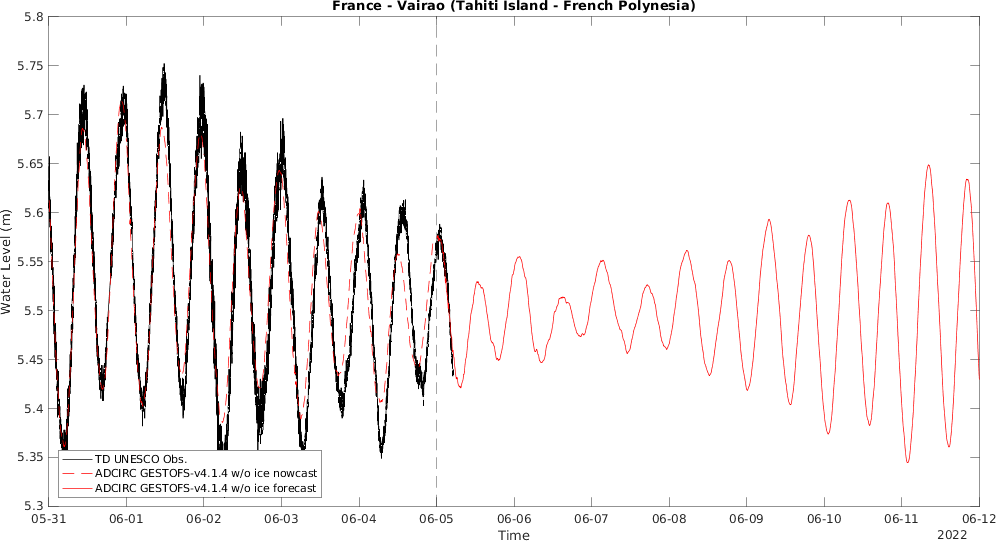 France - Vairao (Tahiti Island - French Polynesia)
5.8
5.75
5.7
5.65
5.6
5.55
5.5
5.45
5.4
5.35
5.3
Water Level (m)
TD UNESCO Obs.
ADCIRC GESTOFS-v4.1.4 w/o ice nowcast
ADCIRC GESTOFS-v4.1.4 w/o ice forecast
05-31 06-01 06-02 06-03 06-04 06-05 06-06 06-07 06-08 06-09 06-10 06-11 06-12
Time
2022